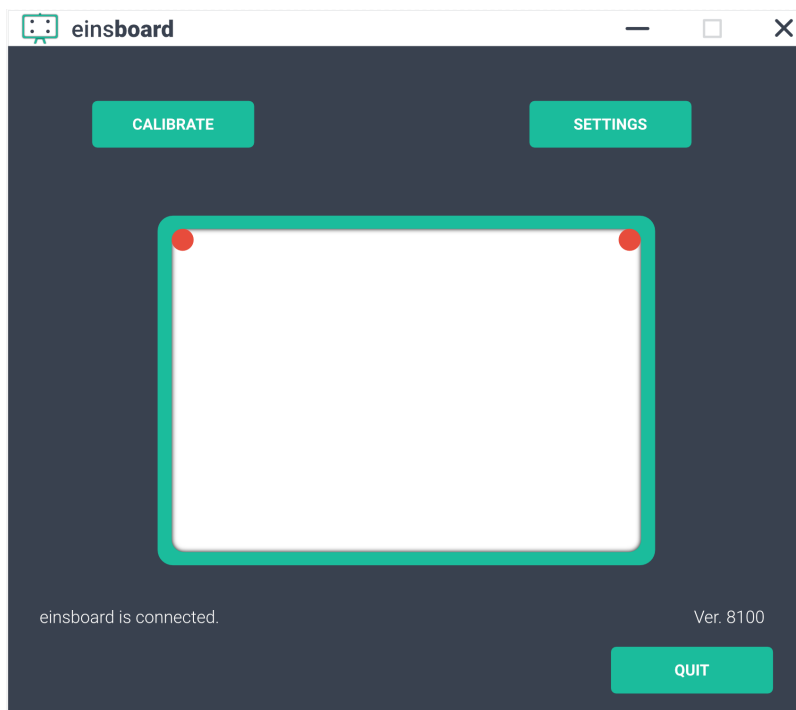 einsboard
CALIBRATE
SETTINGS
einsboard is connected.
Ver. 8100
QUIT